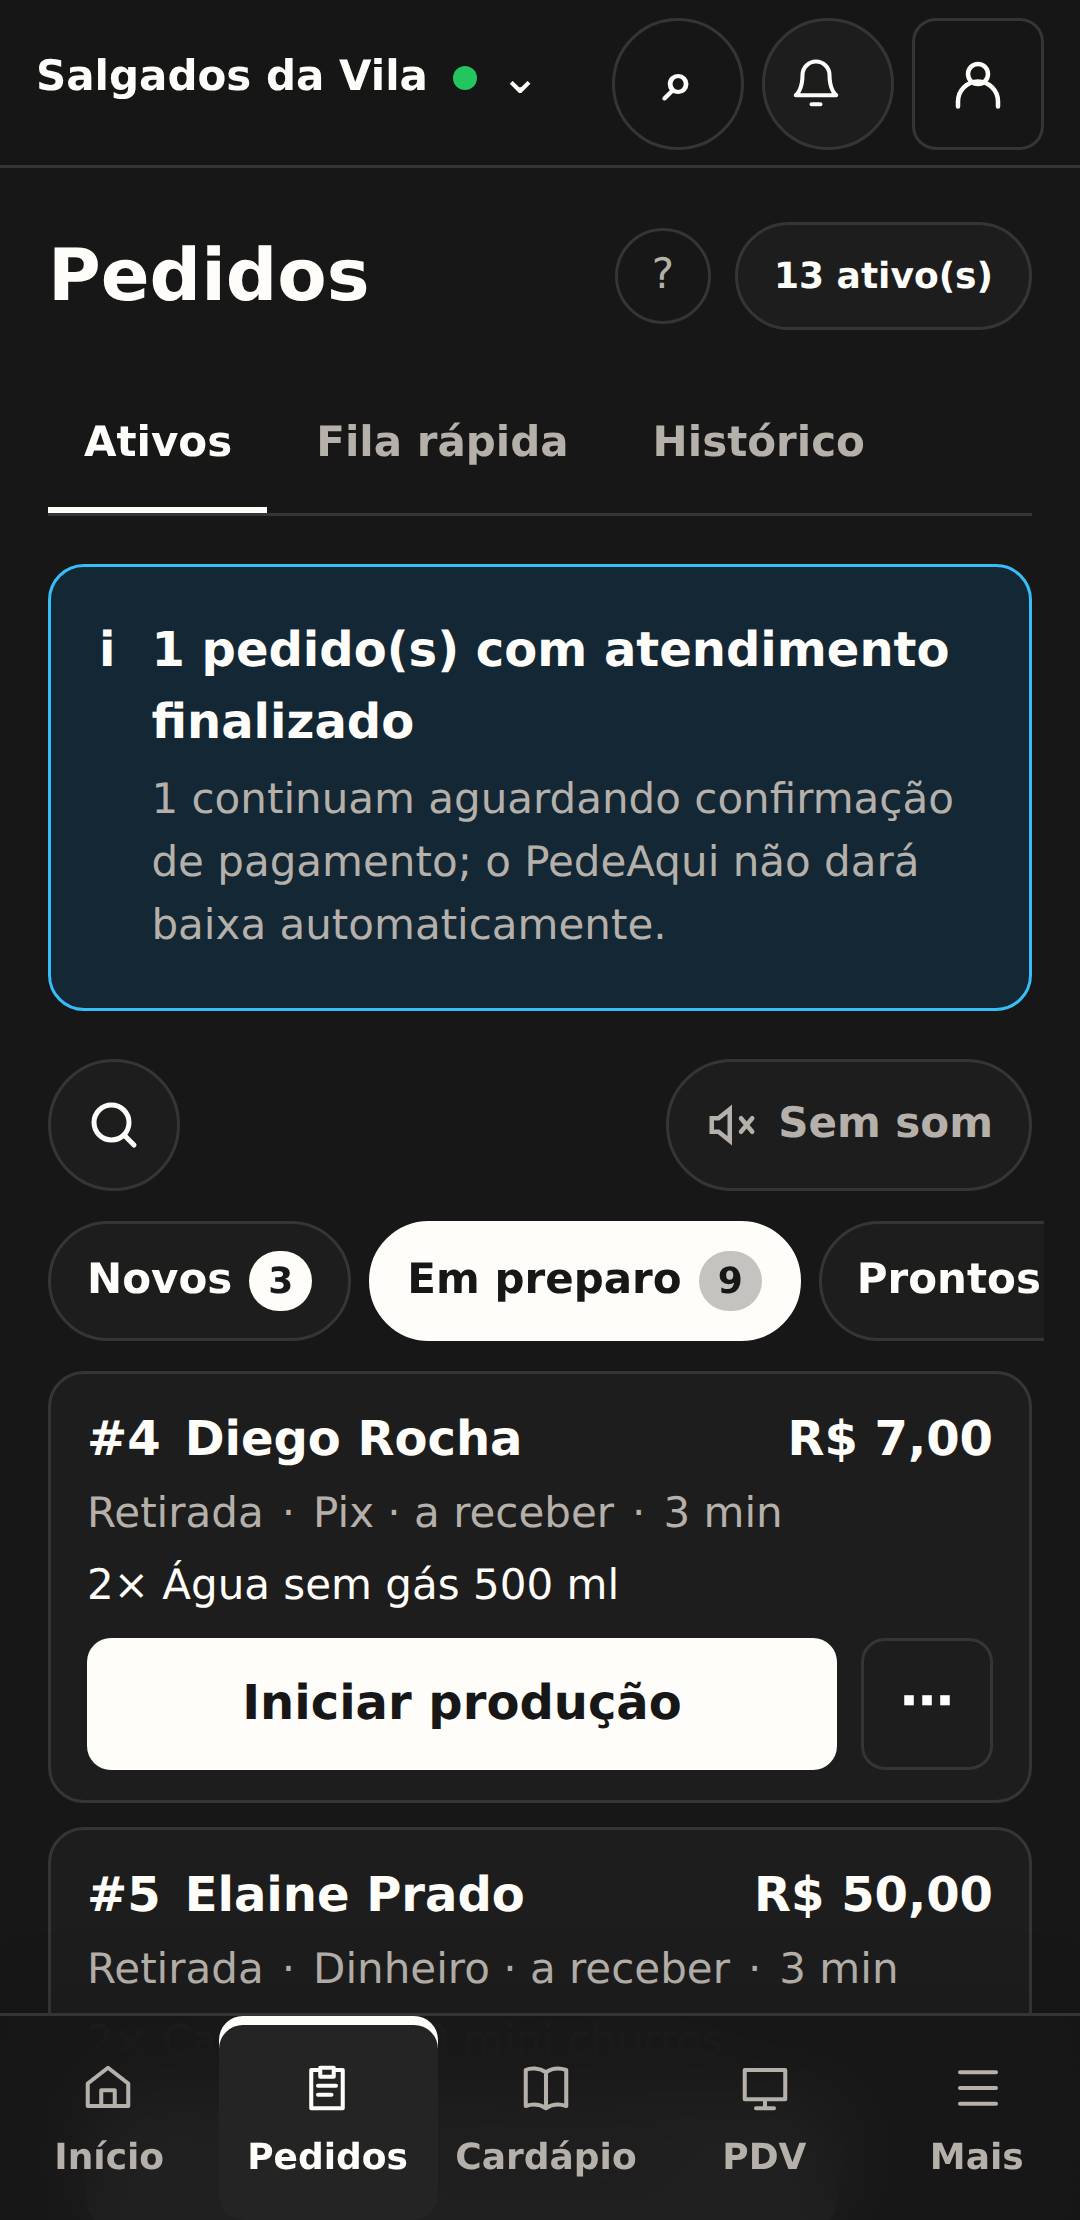 Salgados da Vila
Pedidos
?
13 ativo(s)
Ativos
Fila rápida
Histórico
i 1 pedido(s) com atendimento
finalizado
1 continuam aguardando confirmação
de pagamento; o PedeAqui não dará
baixa automaticamente.
Sem som
Novos 3
Em preparo 9
Prontos
#4 Diego Rocha R$ 7,00
Retirada · Pix · a receber · 3 min
2× Água sem gás 500 ml
Iniciar produção
#5 Elaine Prado R$ 50,00
Retirada · Dinheiro · a receber · 3 min
mini churros
Início
Pedidos
Cardápio
PDV
Mais